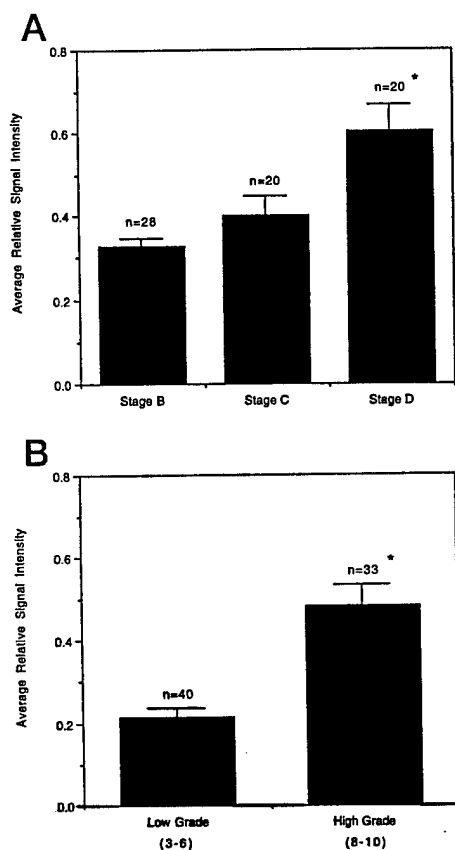 A
Average Relative Signal Intensity
0.8
0.6
0.4
0.2
0.0
n=28
n=20
n=20 *
Stage B
Stage C
Stage D
B
Average Relative Signal Intensity
0.8
0.6
0.4
0.2
0.0
n=40
n=33 *
Low Grade
(3-6)
High Grade
(8-10)